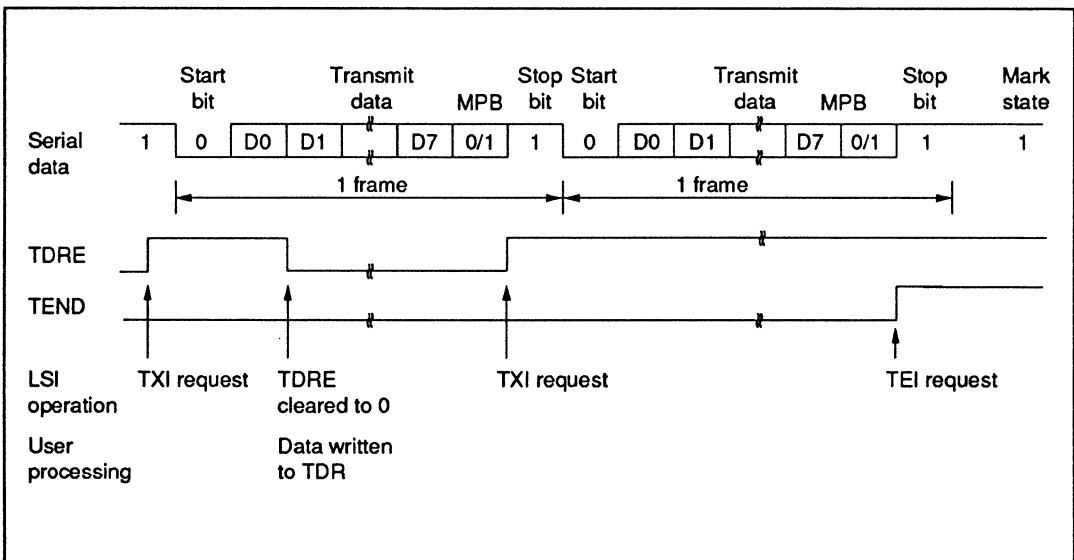 Start bit Transmit data MPB Stop bit Start bit Transmit data MPB Stop bit Mark state
Serial data 1 0 D0 D1 D7 0/1 1 0 D0 D1 D7 0/1 1 1
1 frame 1 frame
TDRE
TEND
LSI operation TXI request TDRE cleared to 0 TXI request TEI request
User processing Data written to TDR